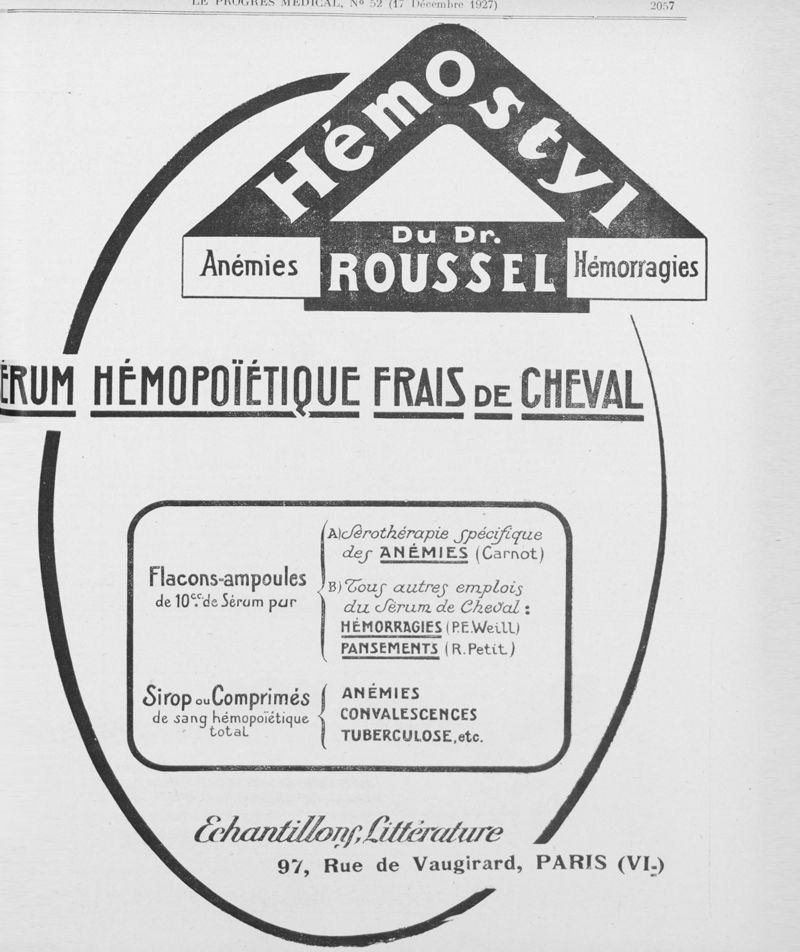 LE PROGRÈS MÉDICAL, No 52 (17 Décembre 1927) 2057
Hémostyl
Du Dr.
ROUSSEL
Anémies
Hémorragies
ÉRUM HÉMOPOÏÉTIQUE FRAIS DE CHEVAL
Flacons-ampoules
de 10cc. de Sérum pur
A) Sérothérapie spécifique
des ANÉMIES (Carnot)
B) Tous autres emplois
du Sérum de Cheval :
HÉMORRAGIES (P.E.Weill)
PANSEMENTS (R.Petit)
Sirop ou Comprimés
de sang hémopoïétique
total
ANÉMIES
CONVALESCENCES
TUBERCULOSE, etc.
Echantillons, Littérature
97, Rue de Vaugirard, PARIS (VIe)